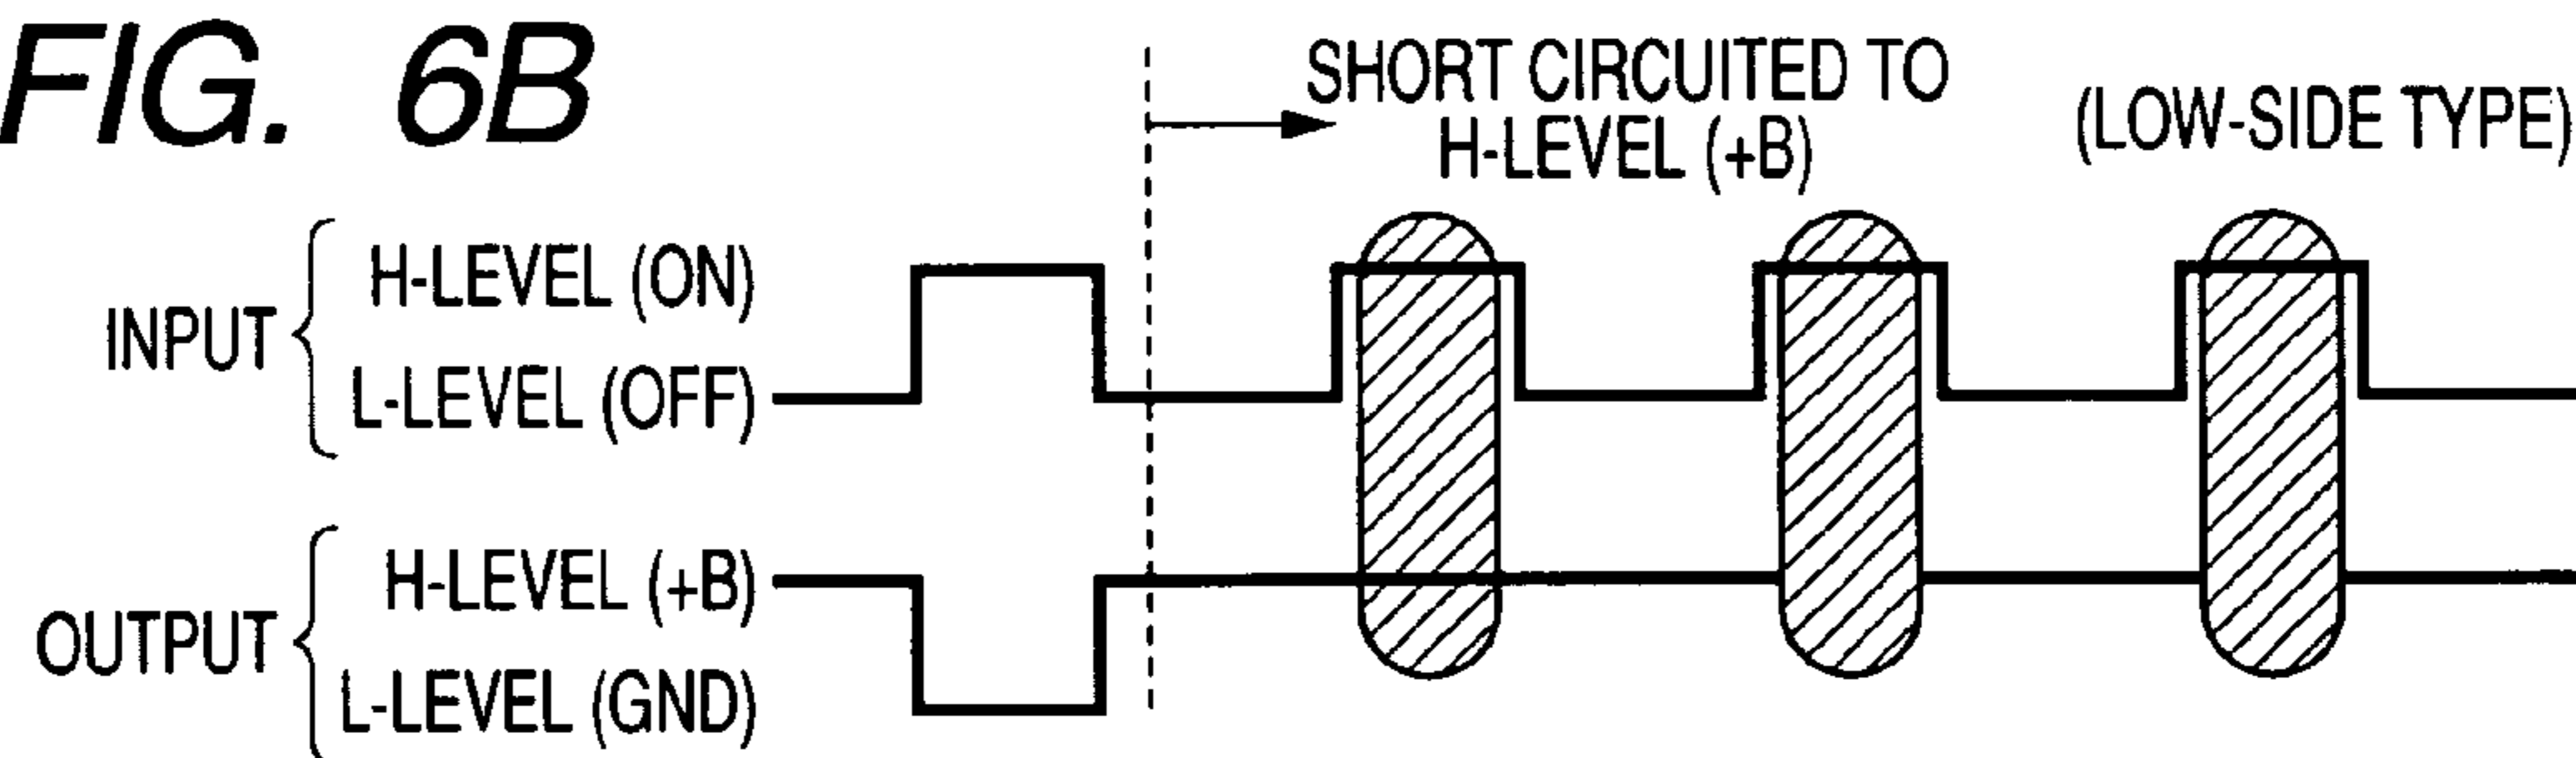 FIG. 6B
SHORT CIRCUITED TO
H-LEVEL (+B)
(LOW-SIDE TYPE)
INPUT
H-LEVEL (ON)
L-LEVEL (OFF)
OUTPUT
H-LEVEL (+B)
L-LEVEL (GND)